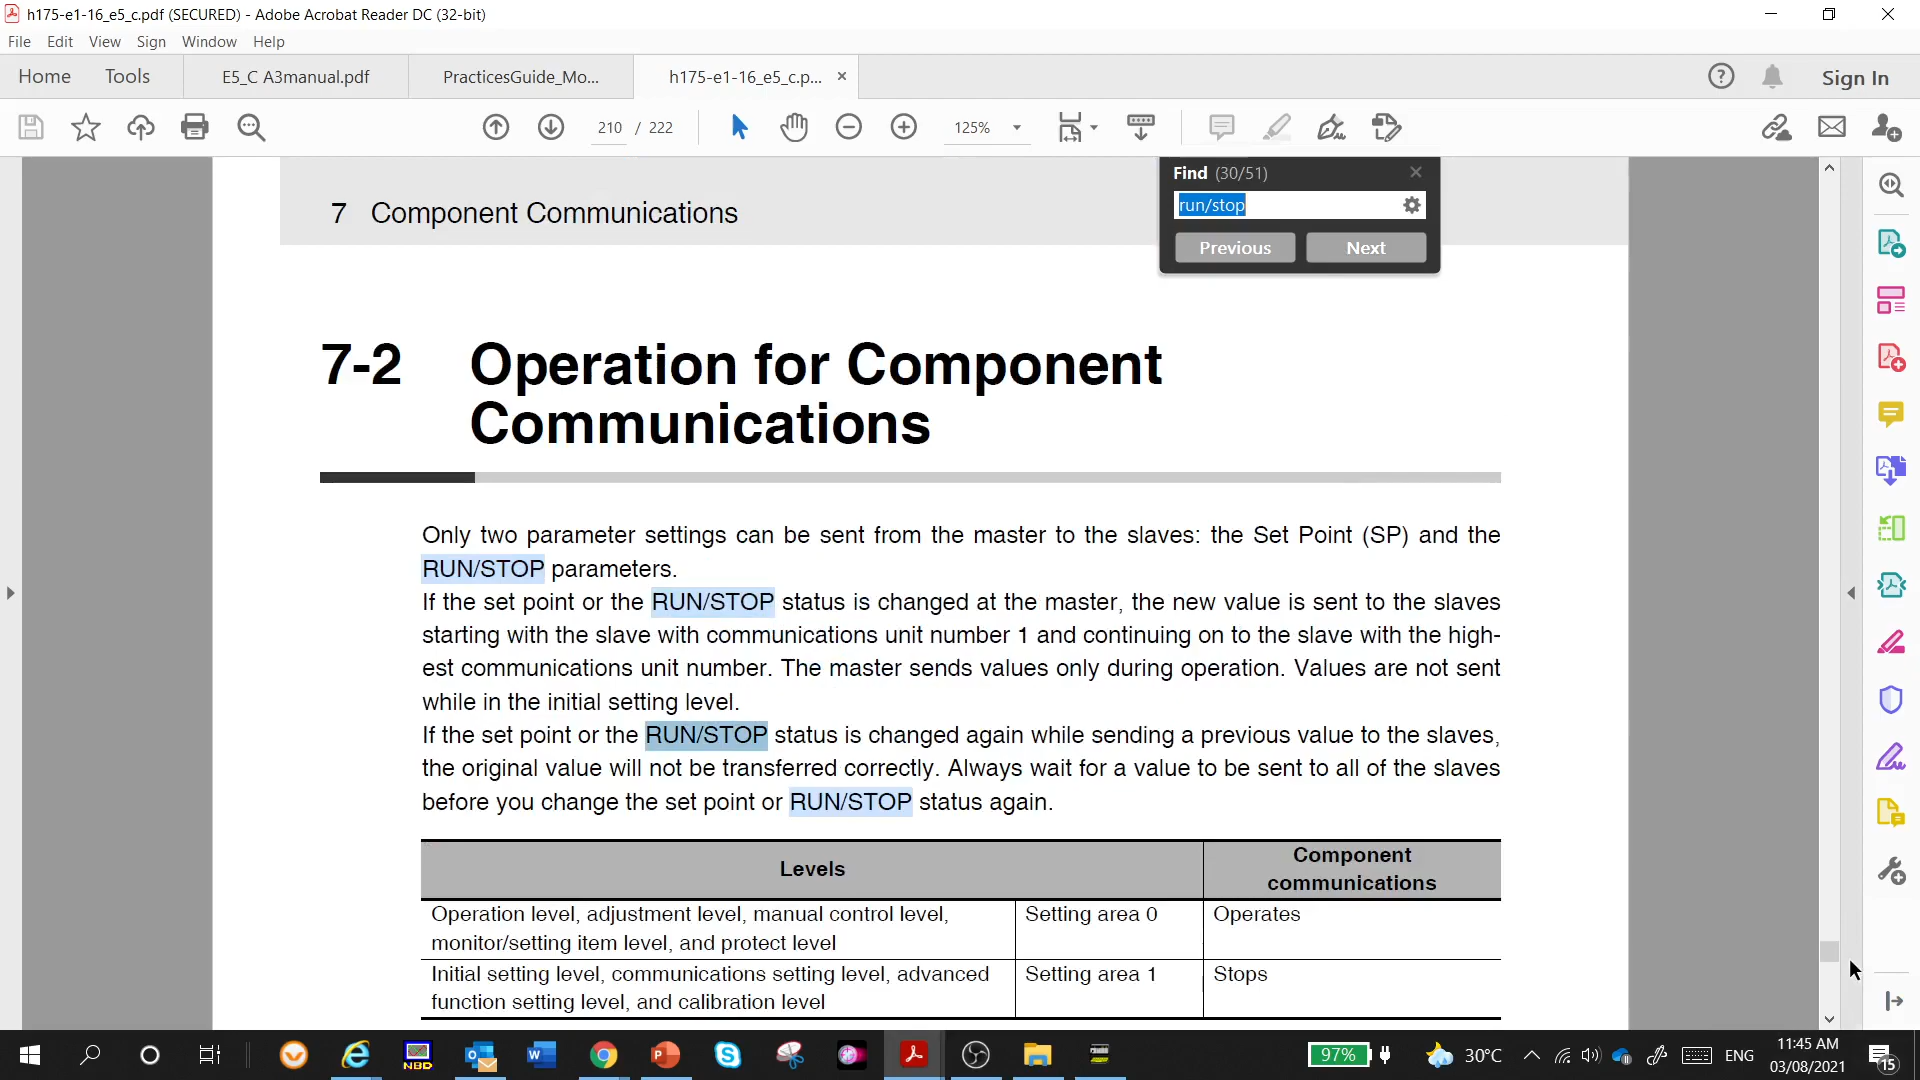 h175-e1-16_e5_c.pdf (SECURED) - Adobe Acrobat Reader DC (32-bit)
File Edit View Sign Window Help
Home Tools E5_C A3manual.pdf PracticesGuide_Mo... h175-e1-16_e5_c.p... × Sign In
210 / 222 125%
Find (30/51)
run/stop
Previous Next
7 Component Communications
7-2 Operation for Component
Communications
Only two parameter settings can be sent from the master to the slaves: the Set Point (SP) and the
RUN/STOP parameters.
If the set point or the RUN/STOP status is changed at the master, the new value is sent to the slaves
starting with the slave with communications unit number 1 and continuing on to the slave with the high-
est communications unit number. The master sends values only during operation. Values are not sent
while in the initial setting level.
If the set point or the RUN/STOP status is changed again while sending a previous value to the slaves,
the original value will not be transferred correctly. Always wait for a value to be sent to all of the slaves
before you change the set point or RUN/STOP status again.
Levels
Component
communications
Operation level, adjustment level, manual control level,
monitor/setting item level, and protect level
Setting area 0
Operates
Initial setting level, communications setting level, advanced
function setting level, and calibration level
Setting area 1
Stops
NBD
97% 30°C ENG
11:45 AM
03/08/2021
15